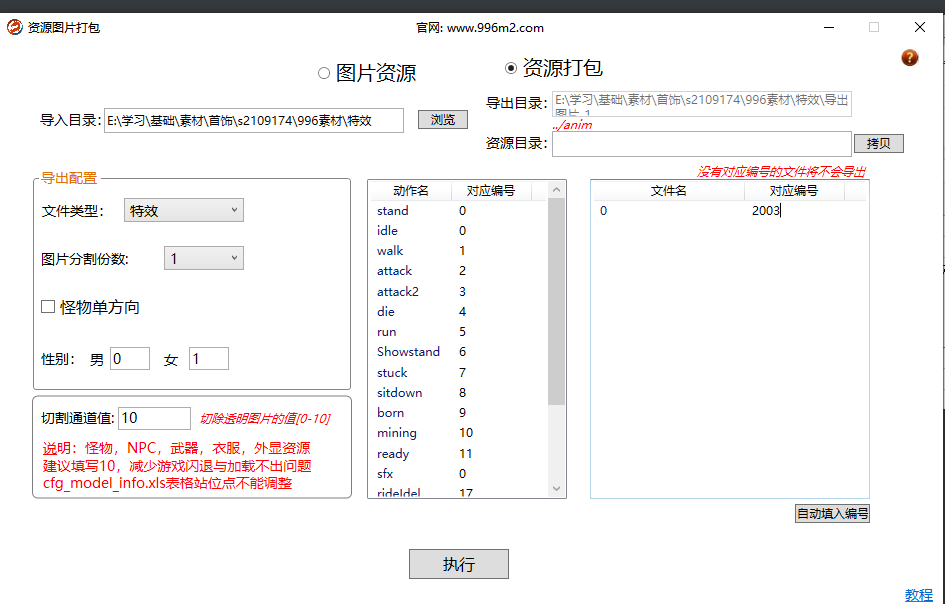 资源图片打包
官网: www.996m2.com
图片资源
资源打包
导入目录: E:\学习\基础\素材\首饰\s2109174\996素材\特效
浏览
导出目录: E:\学习\基础\素材\首饰\s2109174\996素材\特效\导出
图片_1
../anim
资源目录:
拷贝
没有对应编号的文件将不会导出
导出配置
文件类型: 特效
图片分割份数: 1
怪物单方向
性别: 男 0 女 1
切割通道值: 10 切除透明图片的值[0-10]
说明：怪物，NPC，武器，衣服，外显资源
建议填写10，减少游戏闪退与加载不出问题
cfg_model_info.xls表格站位点不能调整
动作名 对应编号
stand 0
idle 0
walk 1
attack 2
attack2 3
die 4
run 5
Showstand 6
stuck 7
sitdown 8
born 9
mining 10
ready 11
sfx 0
rideIdel 17
文件名 对应编号
0 2003
自动填入编号
执行
教程